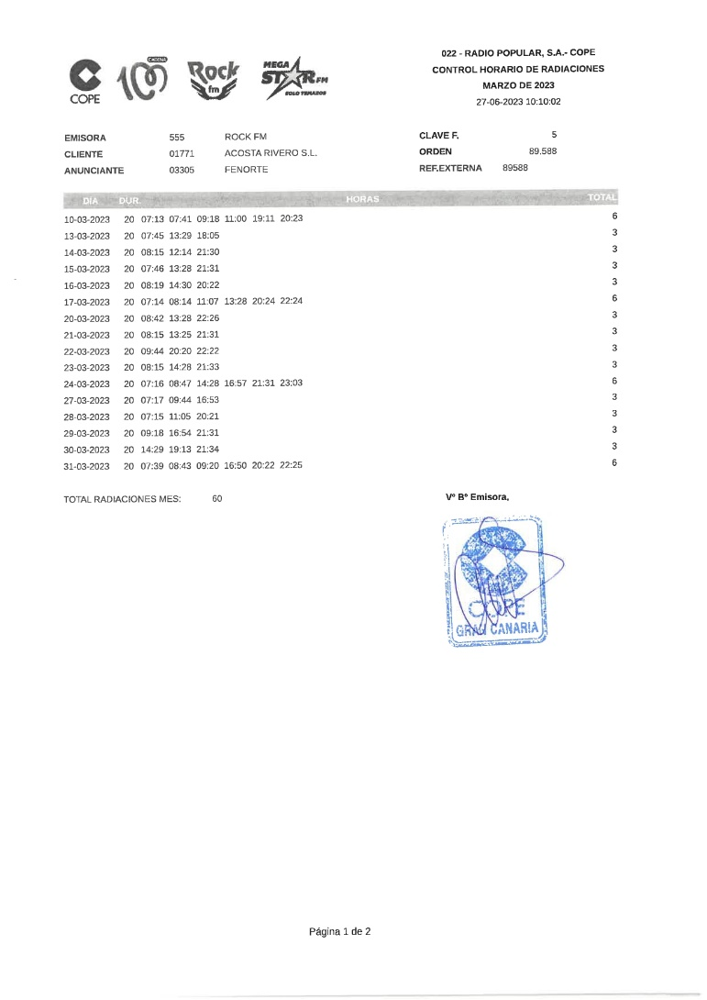 022 - RADIO POPULAR, S.A.- COPE
CONTROL HORARIO DE RADIACIONES
MARZO DE 2023
27-06-2023 10:10:02
COPE
CADENA 100
Rock fm
MEGA STAR FM
SOLO TEMAZOS
EMISORA 555 ROCK FM
CLIENTE 01771 ACOSTA RIVERO S.L.
ANUNCIANTE 03305 FENORTE
CLAVE F. 5
ORDEN 89.588
REF.EXTERNA 89588
DIA DUR. HORAS TOTAL
10-03-2023 20 07:13 07:41 09:18 11:00 19:11 20:23 6
13-03-2023 20 07:45 13:29 18:05 3
14-03-2023 20 08:15 12:14 21:30 3
15-03-2023 20 07:46 13:28 21:31 3
16-03-2023 20 08:19 14:30 20:22 3
17-03-2023 20 07:14 08:14 11:07 13:28 20:24 22:24 6
20-03-2023 20 08:42 13:28 22:26 3
21-03-2023 20 08:15 13:25 21:31 3
22-03-2023 20 09:44 20:20 22:22 3
23-03-2023 20 08:15 14:28 21:33 3
24-03-2023 20 07:16 08:47 14:28 16:57 21:31 23:03 6
27-03-2023 20 07:17 09:44 16:53 3
28-03-2023 20 07:15 11:05 20:21 3
29-03-2023 20 09:18 16:54 21:31 3
30-03-2023 20 14:29 19:13 21:34 3
31-03-2023 20 07:39 08:43 09:20 16:50 20:22 22:25 6
TOTAL RADIACIONES MES: 60
Vº Bº Emisora,
COPE
GRAN CANARIA
Página 1 de 2